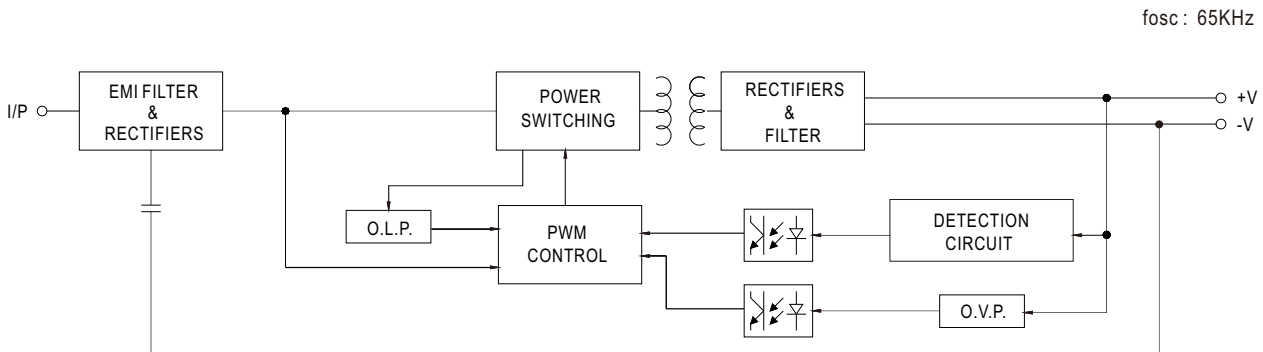 fosc : 65KHz
I/P
EMI FILTER
&
RECTIFIERS
POWER
SWITCHING
RECTIFIERS
&
FILTER
+V
-V
O.L.P.
PWM
CONTROL
DETECTION
CIRCUIT
O.V.P.